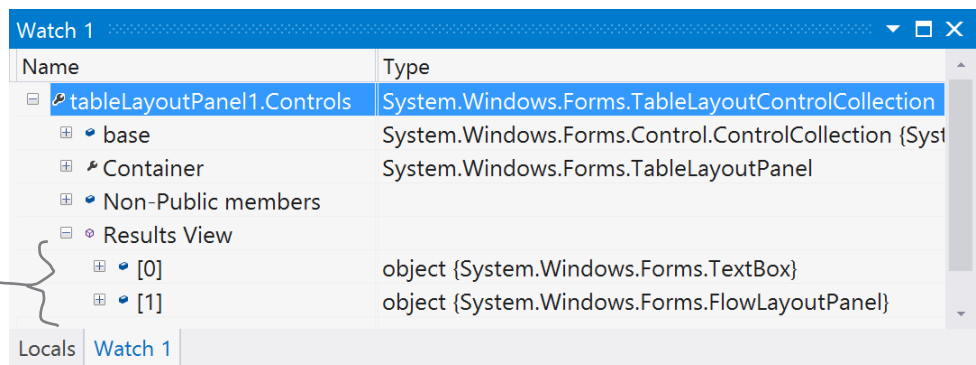 Watch 1
Name Type
tableLayoutPanel1.Controls System.Windows.Forms.TableLayoutControlCollection
base System.Windows.Forms.Control.ControlCollection {Syst
Container System.Windows.Forms.TableLayoutPanel
Non-Public members
Results View
[0] object {System.Windows.Forms.TextBox}
[1] object {System.Windows.Forms.FlowLayoutPanel}
Locals Watch 1